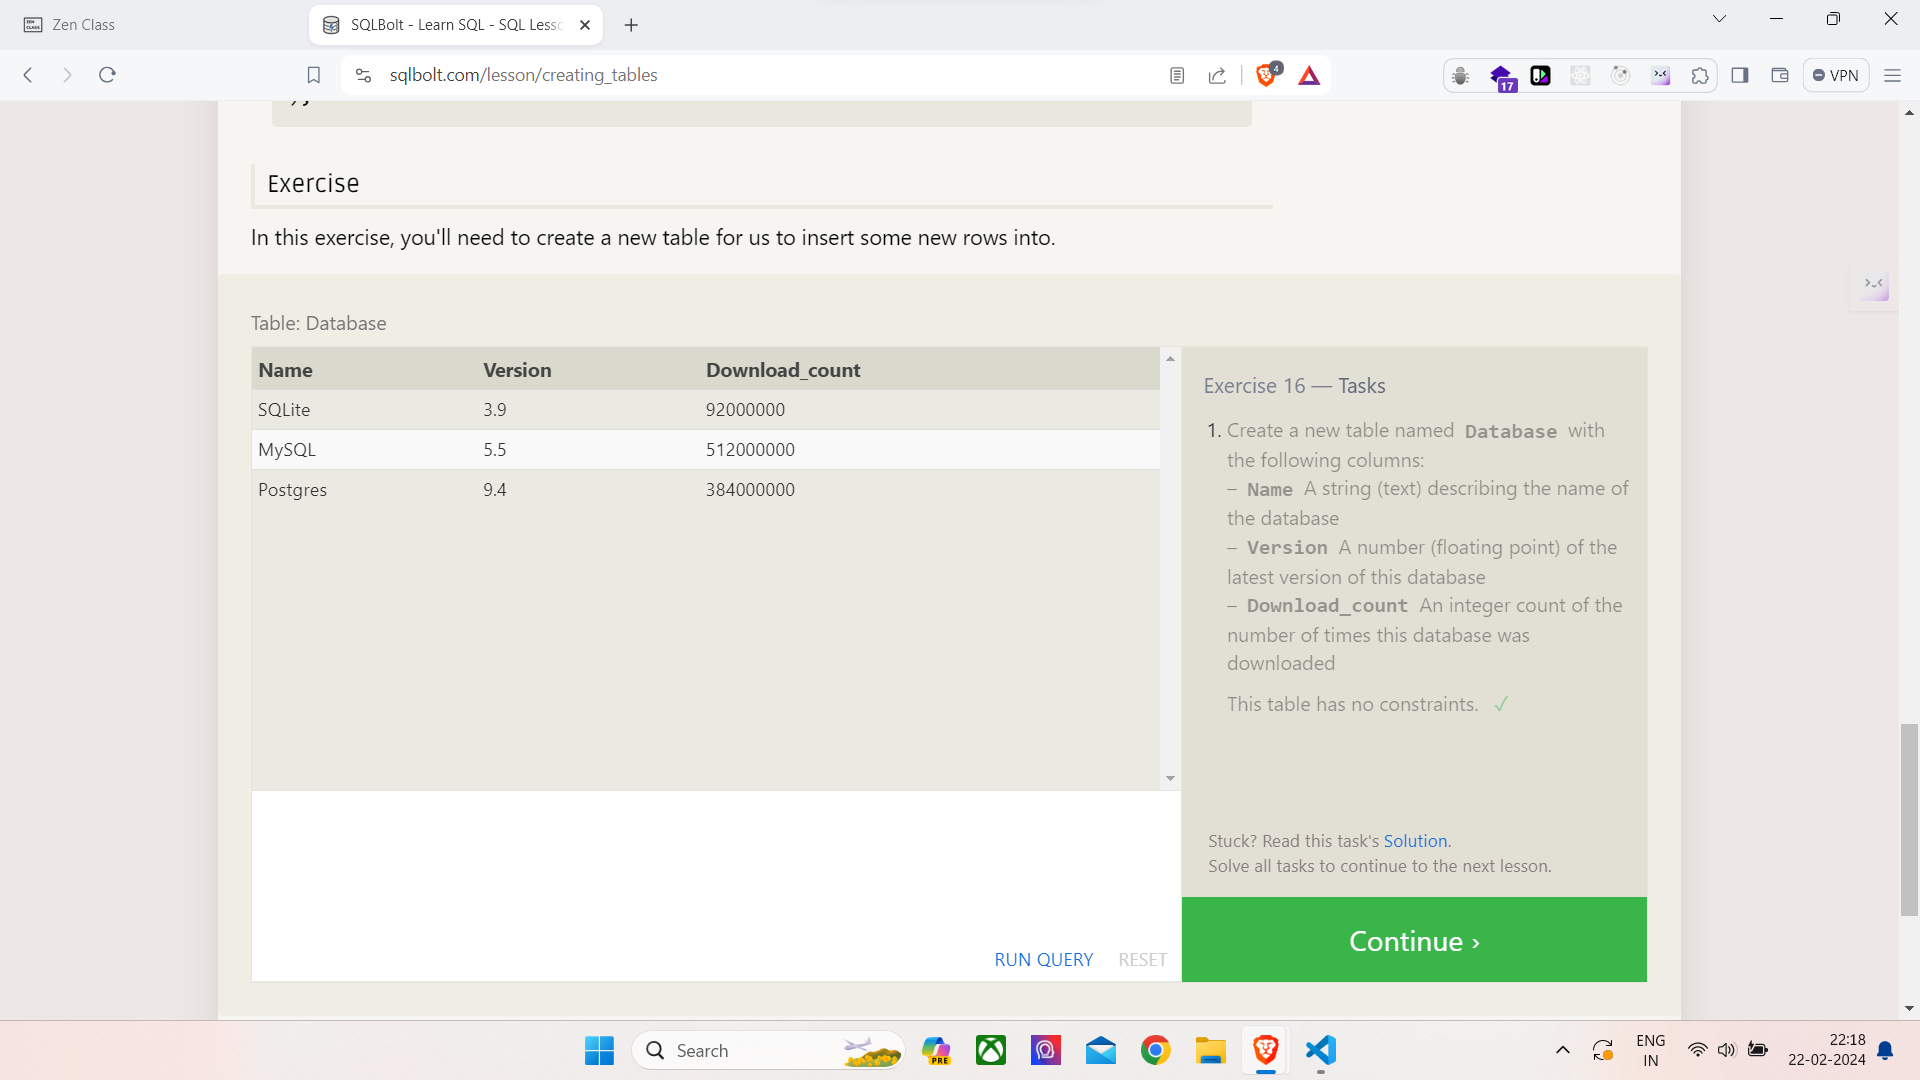 Zen Class
SQLBolt - Learn SQL - SQL Less
sqlbolt.com/lesson/creating_tables
4
17
VPN
);
Exercise
In this exercise, you'll need to create a new table for us to insert some new rows into.
Table: Database
Name Version Download_count
SQLite 3.9 92000000
MySQL 5.5 512000000
Postgres 9.4 384000000
RUN QUERY RESET
Exercise 16 — Tasks
1. Create a new table named Database with
the following columns:
– Name A string (text) describing the name of
the database
– Version A number (floating point) of the
latest version of this database
– Download_count An integer count of the
number of times this database was
downloaded
This table has no constraints. ✓
Stuck? Read this task's Solution.
Solve all tasks to continue to the next lesson.
Continue ›
Search
PRE
ENG
IN
22:18
22-02-2024